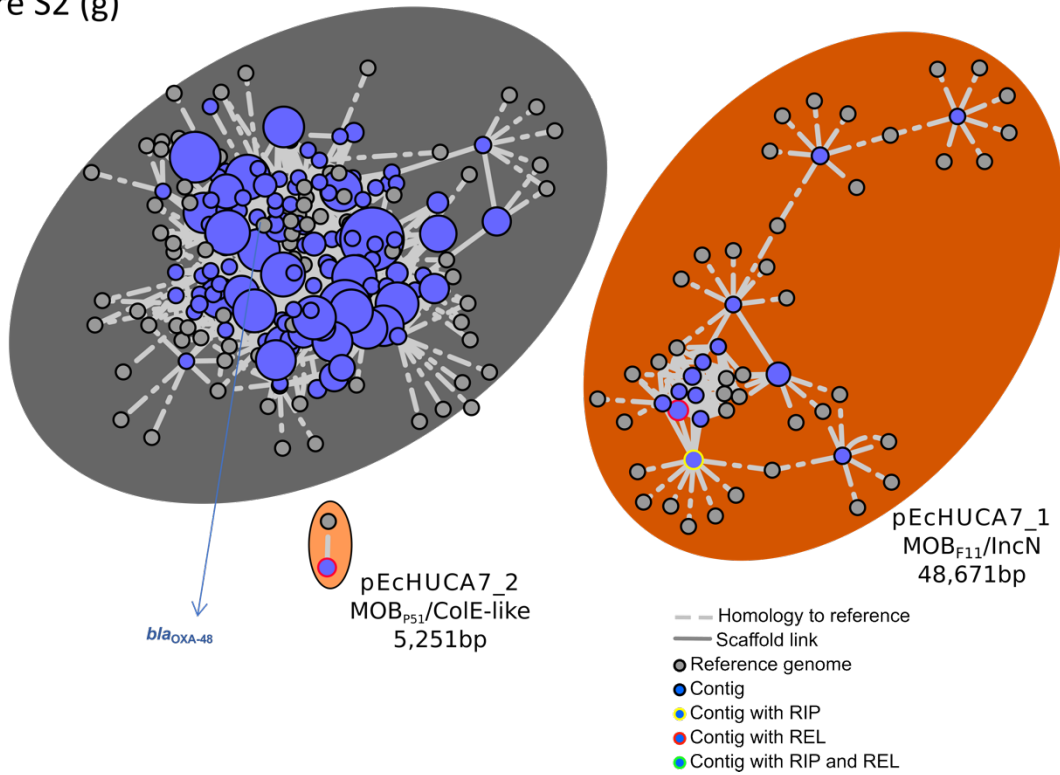 re S2 (g)
pEcHUCA7_1
MOBF11/IncN
48,671bp
pEcHUCA7_2
MOBP51/ColE-like
5,251bp
blaOXA-48
Homology to reference
Scaffold link
Reference genome
Contig
Contig with RIP
Contig with REL
Contig with RIP and REL